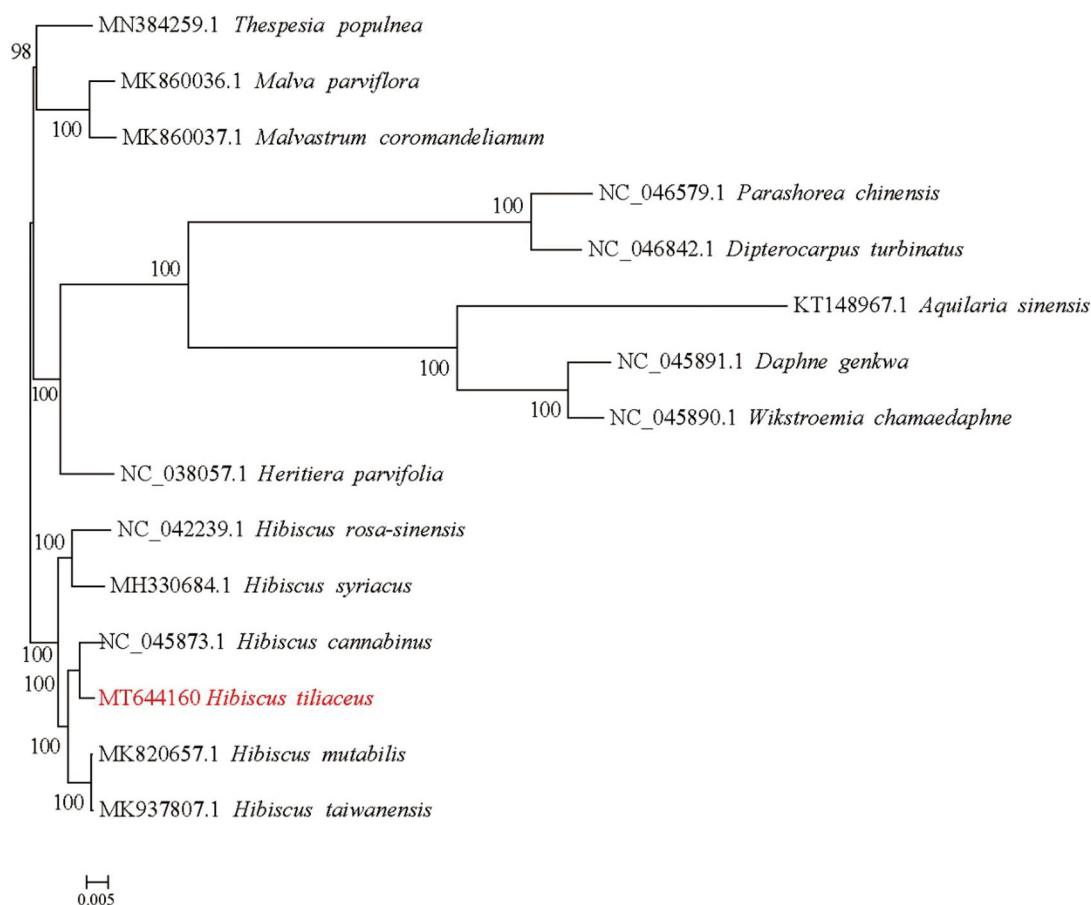 MN384259.1 Thespesia populnea
98
MK860036.1 Malva parviflora
100
MK860037.1 Malvastrum coromandelianum
NC_046579.1 Parashorea chinensis
100
NC_046842.1 Dipterocarpus turbinatus
100
KT148967.1 Aquilaria sinensis
100
NC_045891.1 Daphne genkwa
100
100
NC_045890.1 Wikstroemia chamaedaphne
NC_038057.1 Heritiera parvifolia
NC_042239.1 Hibiscus rosa-sinensis
100
MH330684.1 Hibiscus syriacus
NC_045873.1 Hibiscus cannabinus
100
100
MT644160 Hibiscus tiliaceus
100
MK820657.1 Hibiscus mutabilis
100
MK937807.1 Hibiscus taiwanensis
0.005